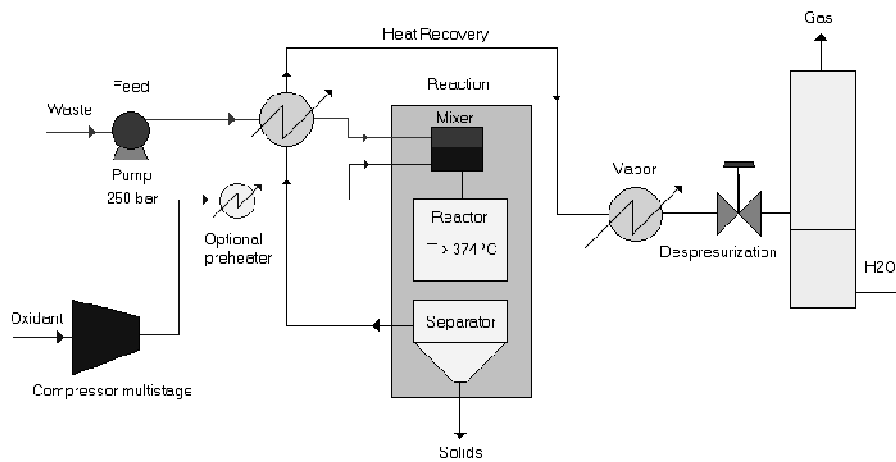 Heat Recovery
Gas
Feed
Reaction
Waste
Mixer
Pump
250 bar
Vapor
Reactor
T > 374 ºC
Optional
preheater
Despresurization
H2O
Oxidant
Separator
Compressor multistage
Solids